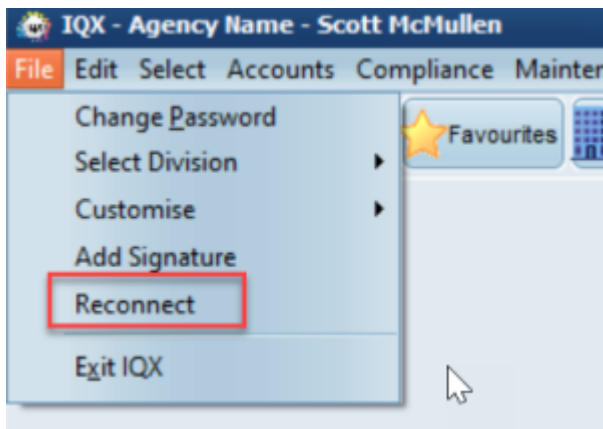 IQX - Agency Name - Scott McMullen
File Edit Select Accounts Compliance
Change Password
Favourites
Select Division
Customise
Add Signature
Reconnect
Exit IQX